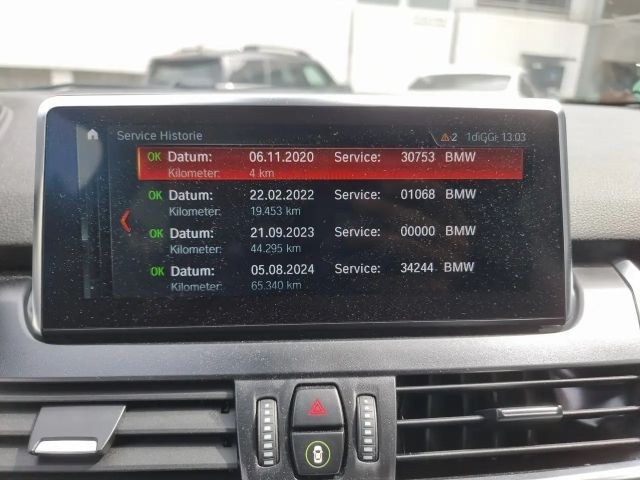 Service Historie 2 1diGGi 13:03
OK Datum: 06.11.2020 Service: 30753 BMW
Kilometer: 4 km
OK Datum: 22.02.2022 Service: 01068 BMW
Kilometer: 19.453 km
OK Datum: 21.09.2023 Service: 00000 BMW
Kilometer: 44.295 km
OK Datum: 05.08.2024 Service: 34244 BMW
Kilometer: 65.340 km